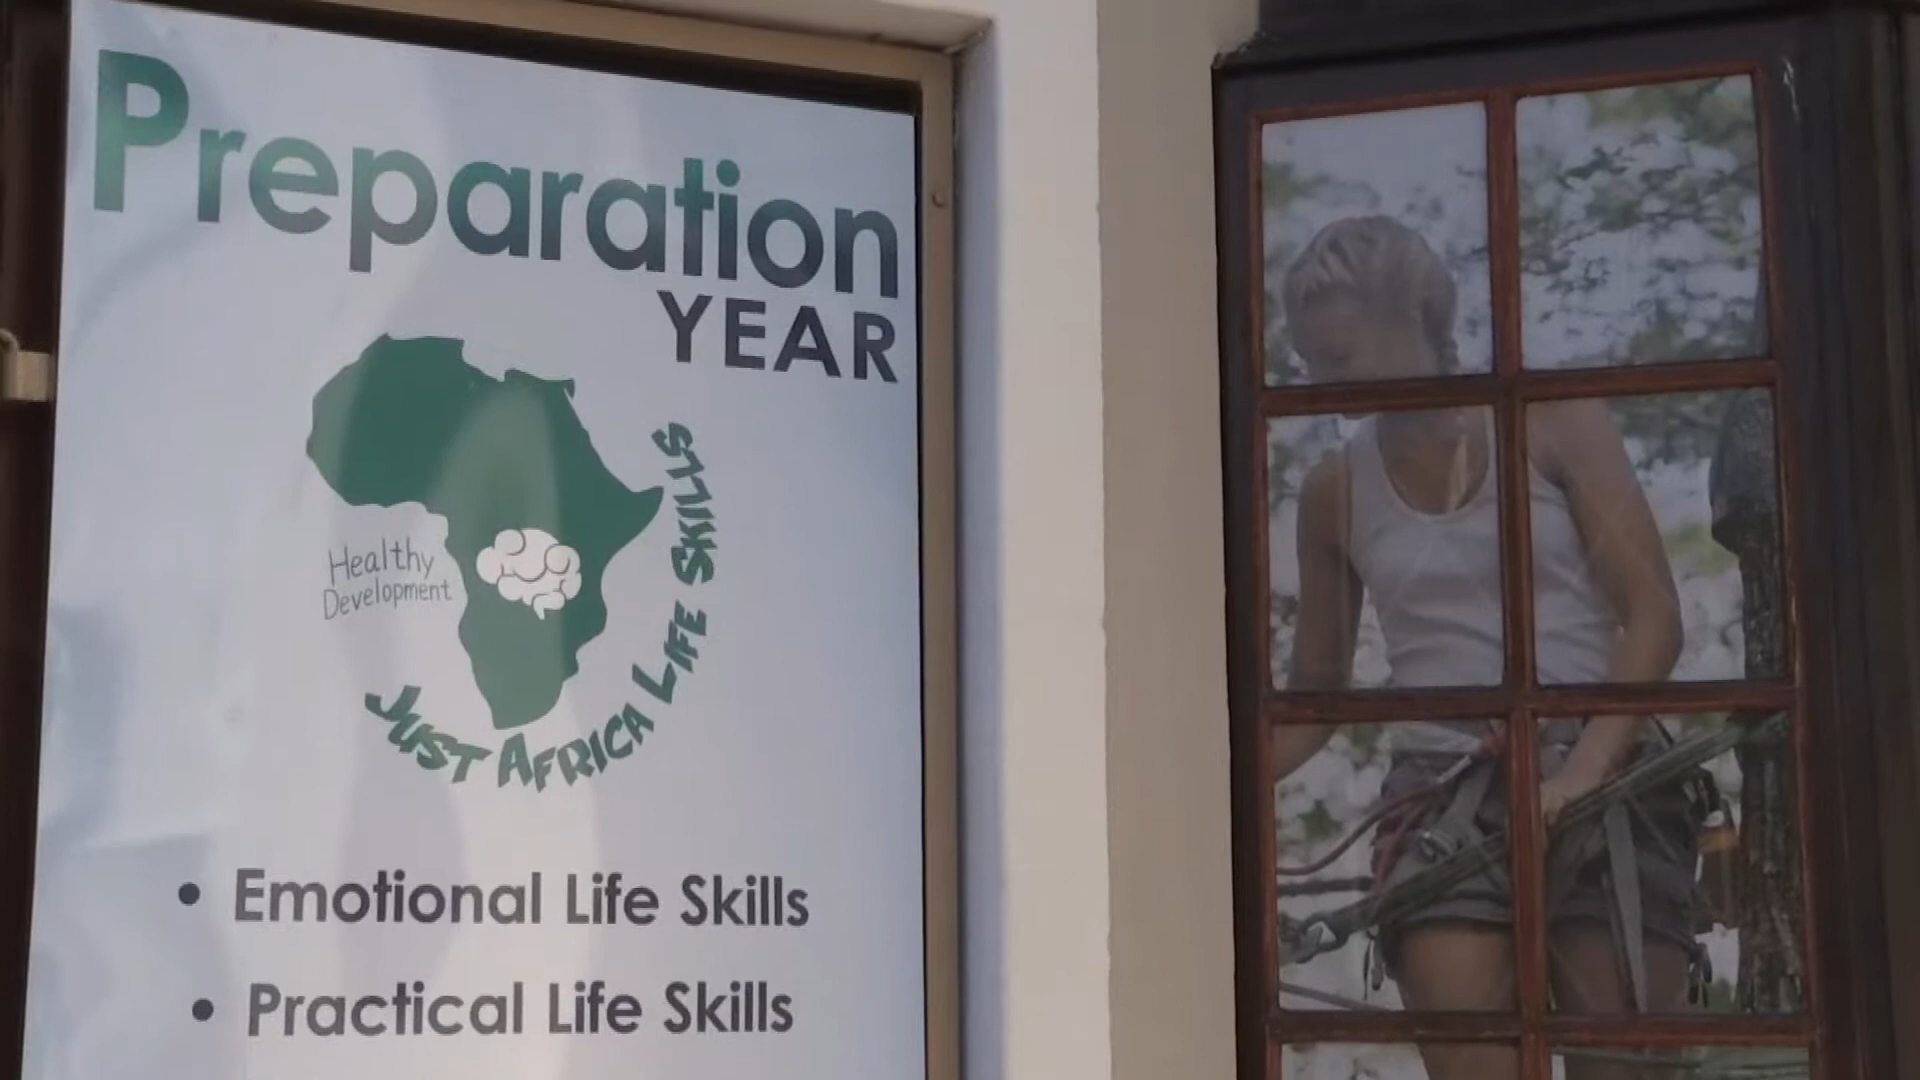 Preparation
YEAR
Healthy
Development
JUST AFRICA LIFE SKILLS
• Emotional Life Skills
• Practical Life Skills